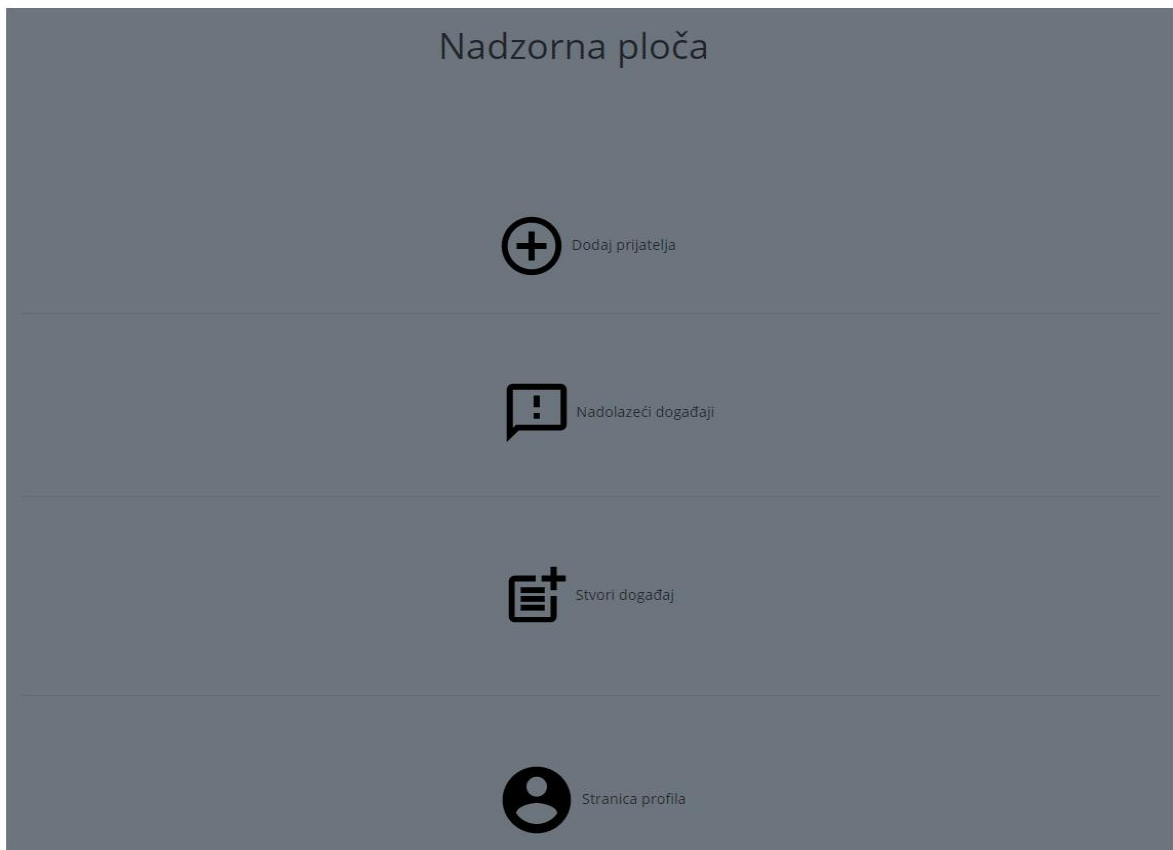 Nadzorna ploča
Dodaj prijatelja
Nadolazeći događaji
Stvori događaj
Stranica profila